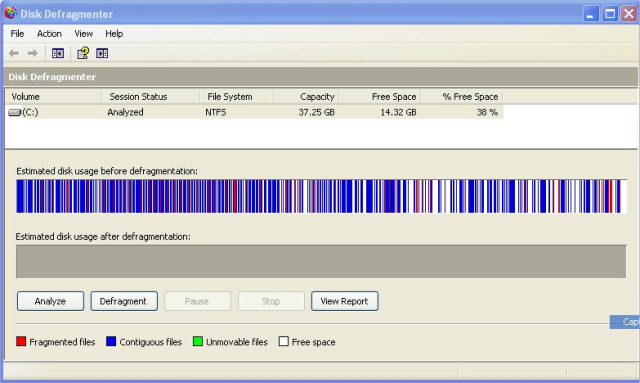 Disk Defragmenter
File Action View Help
Disk Defragmenter
Volume Session Status File System Capacity Free Space % Free Space
(C:) Analyzed NTFS 37.25 GB 14.32 GB 38 %
Estimated disk usage before defragmentation:
Estimated disk usage after defragmentation:
Analyze Defragment Pause Stop View Report
Fragmented files Contiguous files Unmovable files Free space